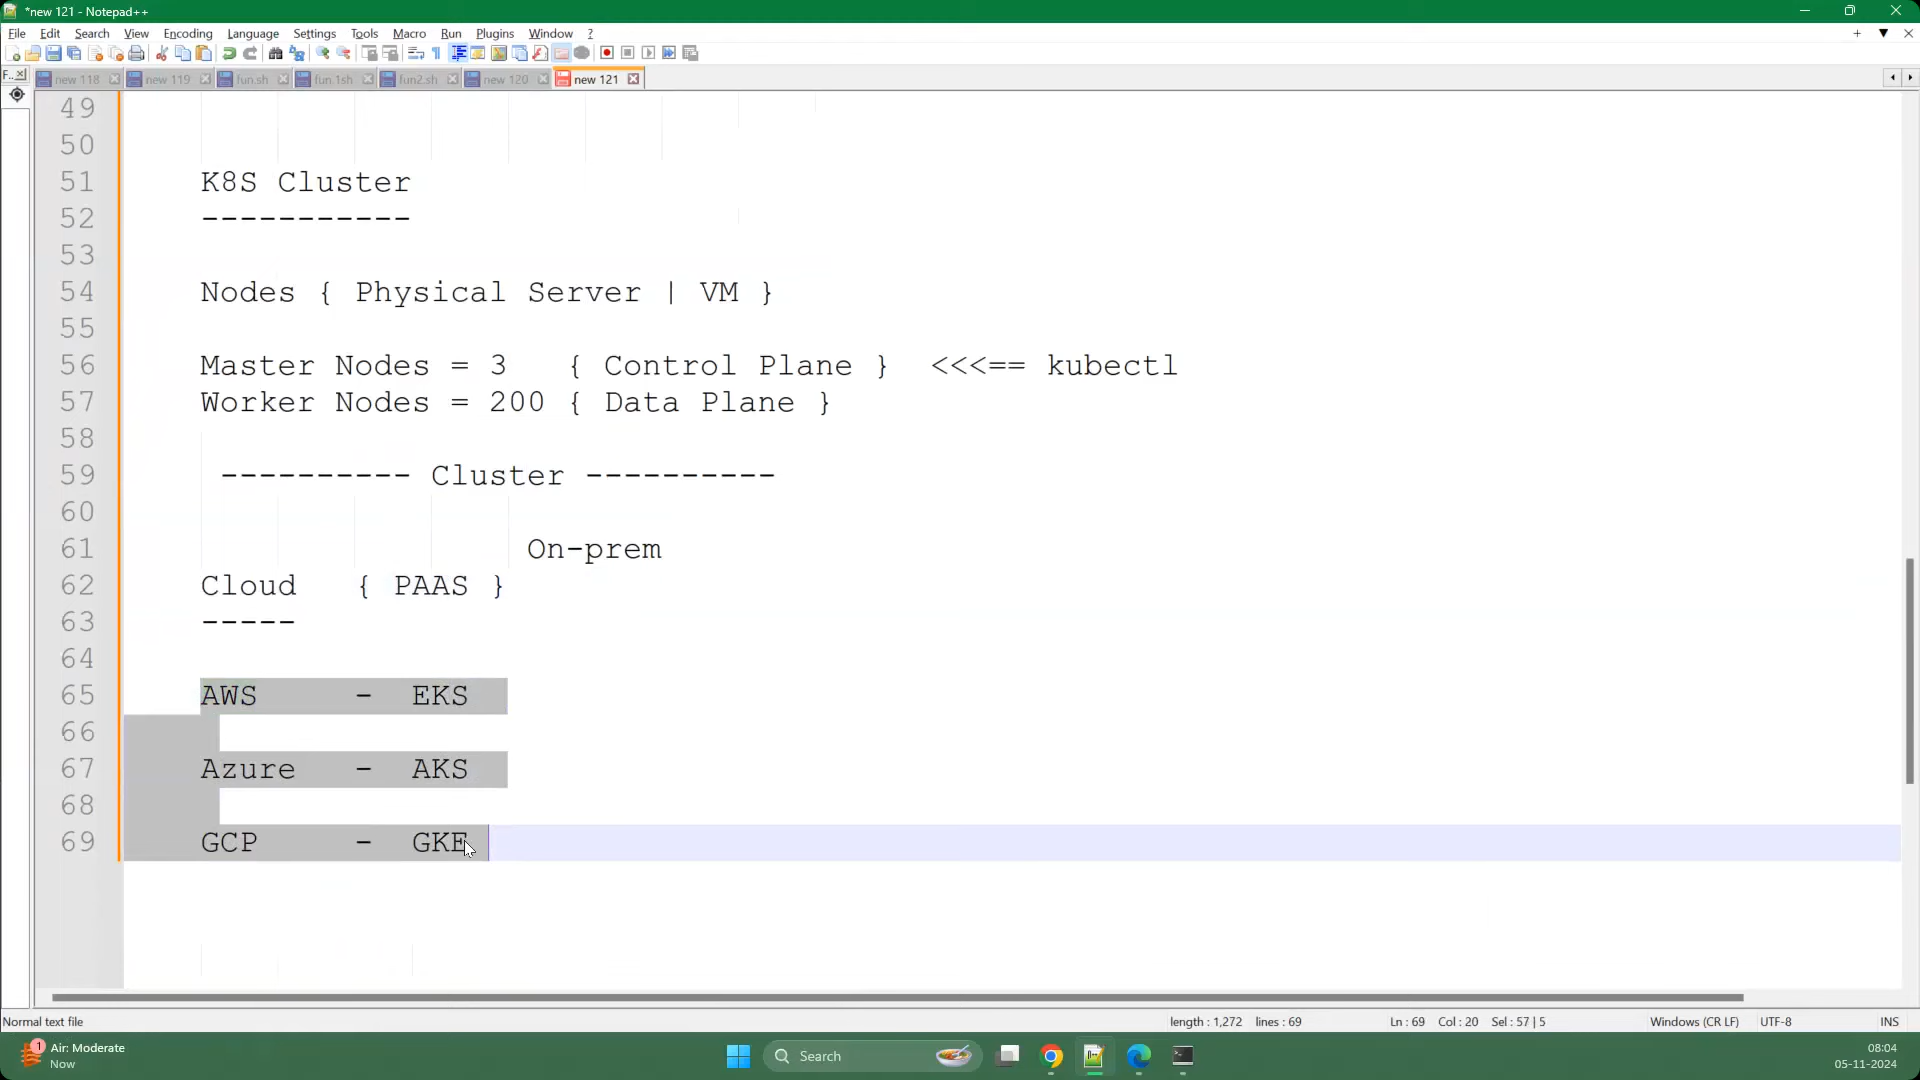 *new 121 - Notepad++
File Edit Search View Encoding Language Settings Tools Macro Run Plugins Window ?
F...
new 118 new 119 fun.sh fun.1sh fun2.sh new 120 new 121
49
50
51 K8S Cluster
52 -----------
53
54 Nodes { Physical Server | VM }
55
56 Master Nodes = 3 { Control Plane } <<<== kubectl
57 Worker Nodes = 200 { Data Plane }
58
59 ---------- Cluster ----------
60
61 On-prem
62 Cloud { PAAS }
63 -----
64
65 AWS - EKS
66
67 Azure - AKS
68
69 GCP - GKE
Normal text file length : 1,272 lines : 69 Ln : 69 Col : 20 Sel : 57 | 5 Windows (CR LF) UTF-8 INS
1 Air: Moderate
Now
Search
08:04
05-11-2024